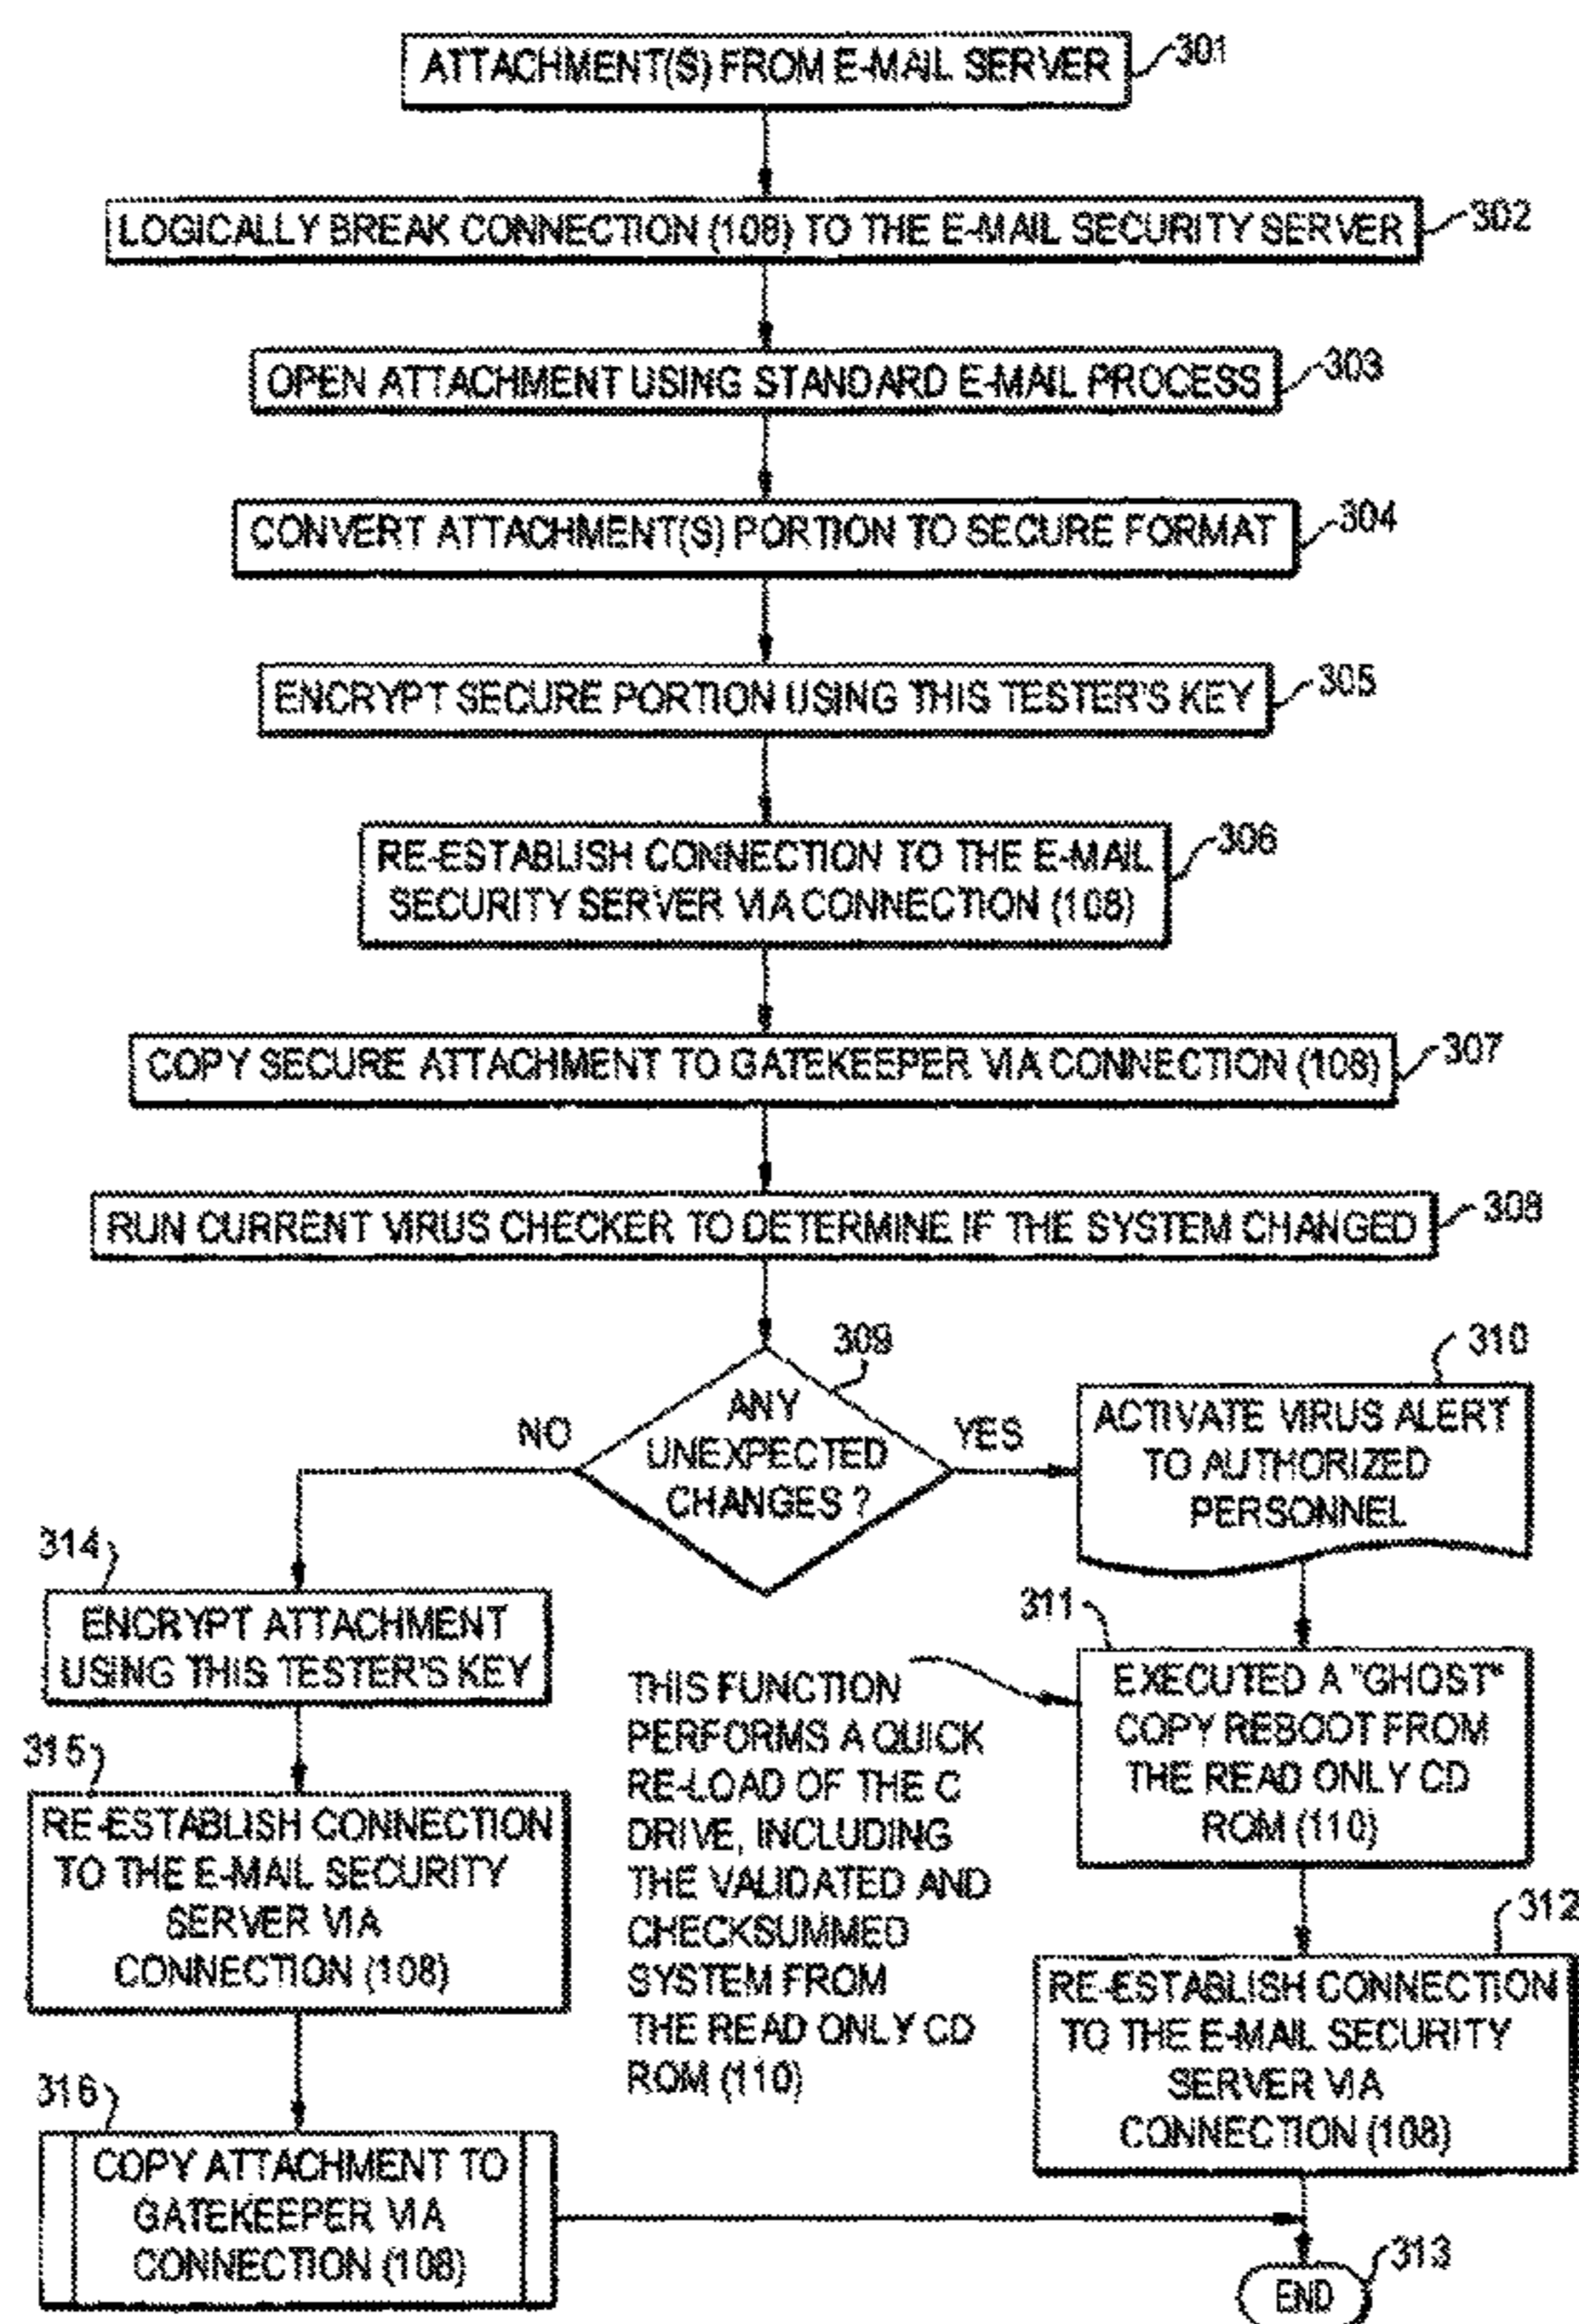 ATTACHMENT(S) FROM E-MAIL SERVER
301
LOGICALLY BREAK CONNECTION (108) TO THE E-MAIL SECURITY SERVER
302
OPEN ATTACHMENT USING STANDARD E-MAIL PROCESS
303
CONVERT ATTACHMENT(S) PORTION TO SECURE FORMAT
304
ENCRYPT SECURE PORTION USING THIS TESTER'S KEY
305
RE-ESTABLISH CONNECTION TO THE E-MAIL
SECURITY SERVER VIA CONNECTION (108)
306
COPY SECURE ATTACHMENT TO GATEKEEPER VIA CONNECTION (108)
307
RUN CURRENT VIRUS CHECKER TO DETERMINE IF THE SYSTEM CHANGED
308
309
ANY
UNEXPECTED
CHANGES ?
NO
YES
310
ACTIVATE VIRUS ALERT
TO AUTHORIZED
PERSONNEL
314
ENCRYPT ATTACHMENT
USING THIS TESTER'S KEY
311
EXECUTED A "GHOST"
COPY REBOOT FROM
THE READ ONLY CD
ROM (110)
THIS FUNCTION
PERFORMS A QUICK
RE-LOAD OF THE C
DRIVE, INCLUDING
THE VALIDATED AND
CHECKSUMMED
SYSTEM FROM
THE READ ONLY CD
ROM (110)
315
RE-ESTABLISH CONNECTION
TO THE E-MAIL SECURITY
SERVER VIA
CONNECTION (108)
312
RE-ESTABLISH CONNECTION
TO THE E-MAIL SECURITY
SERVER VIA
CONNECTION (108)
316
COPY ATTACHMENT TO
GATEKEEPER VIA
CONNECTION (108)
313
END